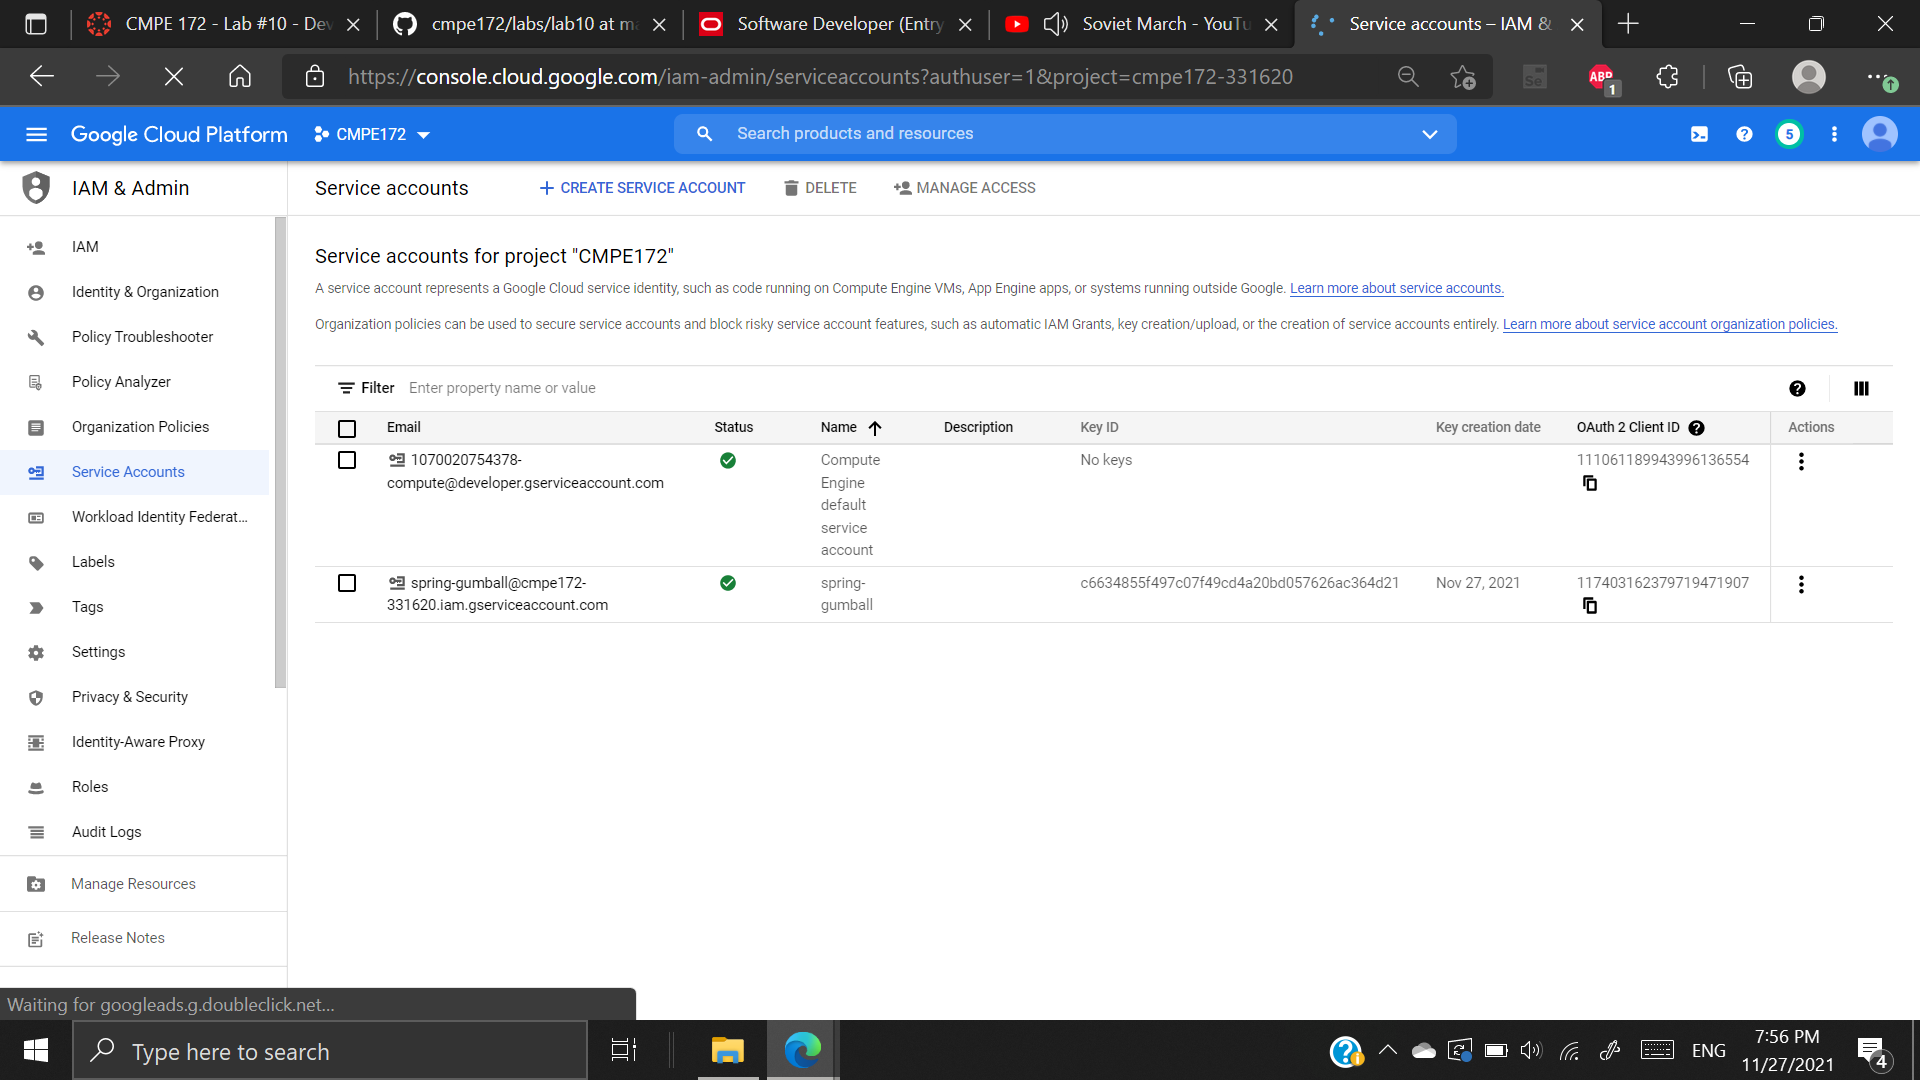 CMPE 172 - Lab #10 - Dev
cmpe172/labs/lab10 at ma
Software Developer (Entry
Soviet March - YouTu
Service accounts – IAM &
https://console.cloud.google.com/iam-admin/serviceaccounts?authuser=1&project=cmpe172-331620
Se
ABP
1
Google Cloud Platform
CMPE172
Search products and resources
5
IAM & Admin
Service accounts
CREATE SERVICE ACCOUNT
DELETE
MANAGE ACCESS
IAM
Identity & Organization
Policy Troubleshooter
Policy Analyzer
Organization Policies
Service Accounts
Workload Identity Federat...
Labels
Tags
Settings
Privacy & Security
Identity-Aware Proxy
Roles
Audit Logs
Manage Resources
Release Notes
Service accounts for project "CMPE172"
A service account represents a Google Cloud service identity, such as code running on Compute Engine VMs, App Engine apps, or systems running outside Google. Learn more about service accounts.
Organization policies can be used to secure service accounts and block risky service account features, such as automatic IAM Grants, key creation/upload, or the creation of service accounts entirely. Learn more about service account organization policies.
Filter Enter property name or value
Email Status Name Description Key ID Key creation date OAuth 2 Client ID Actions
1070020754378-
compute@developer.gserviceaccount.com
Compute
Engine
default
service
account
No keys
111061189943996136554
spring-gumball@cmpe172-
331620.iam.gserviceaccount.com
spring-
gumball
c6634855f497c07f49cd4a20bd057626ac364d21
Nov 27, 2021
117403162379719471907
Waiting for googleads.g.doubleclick.net...
Type here to search
ENG
7:56 PM
11/27/2021
4